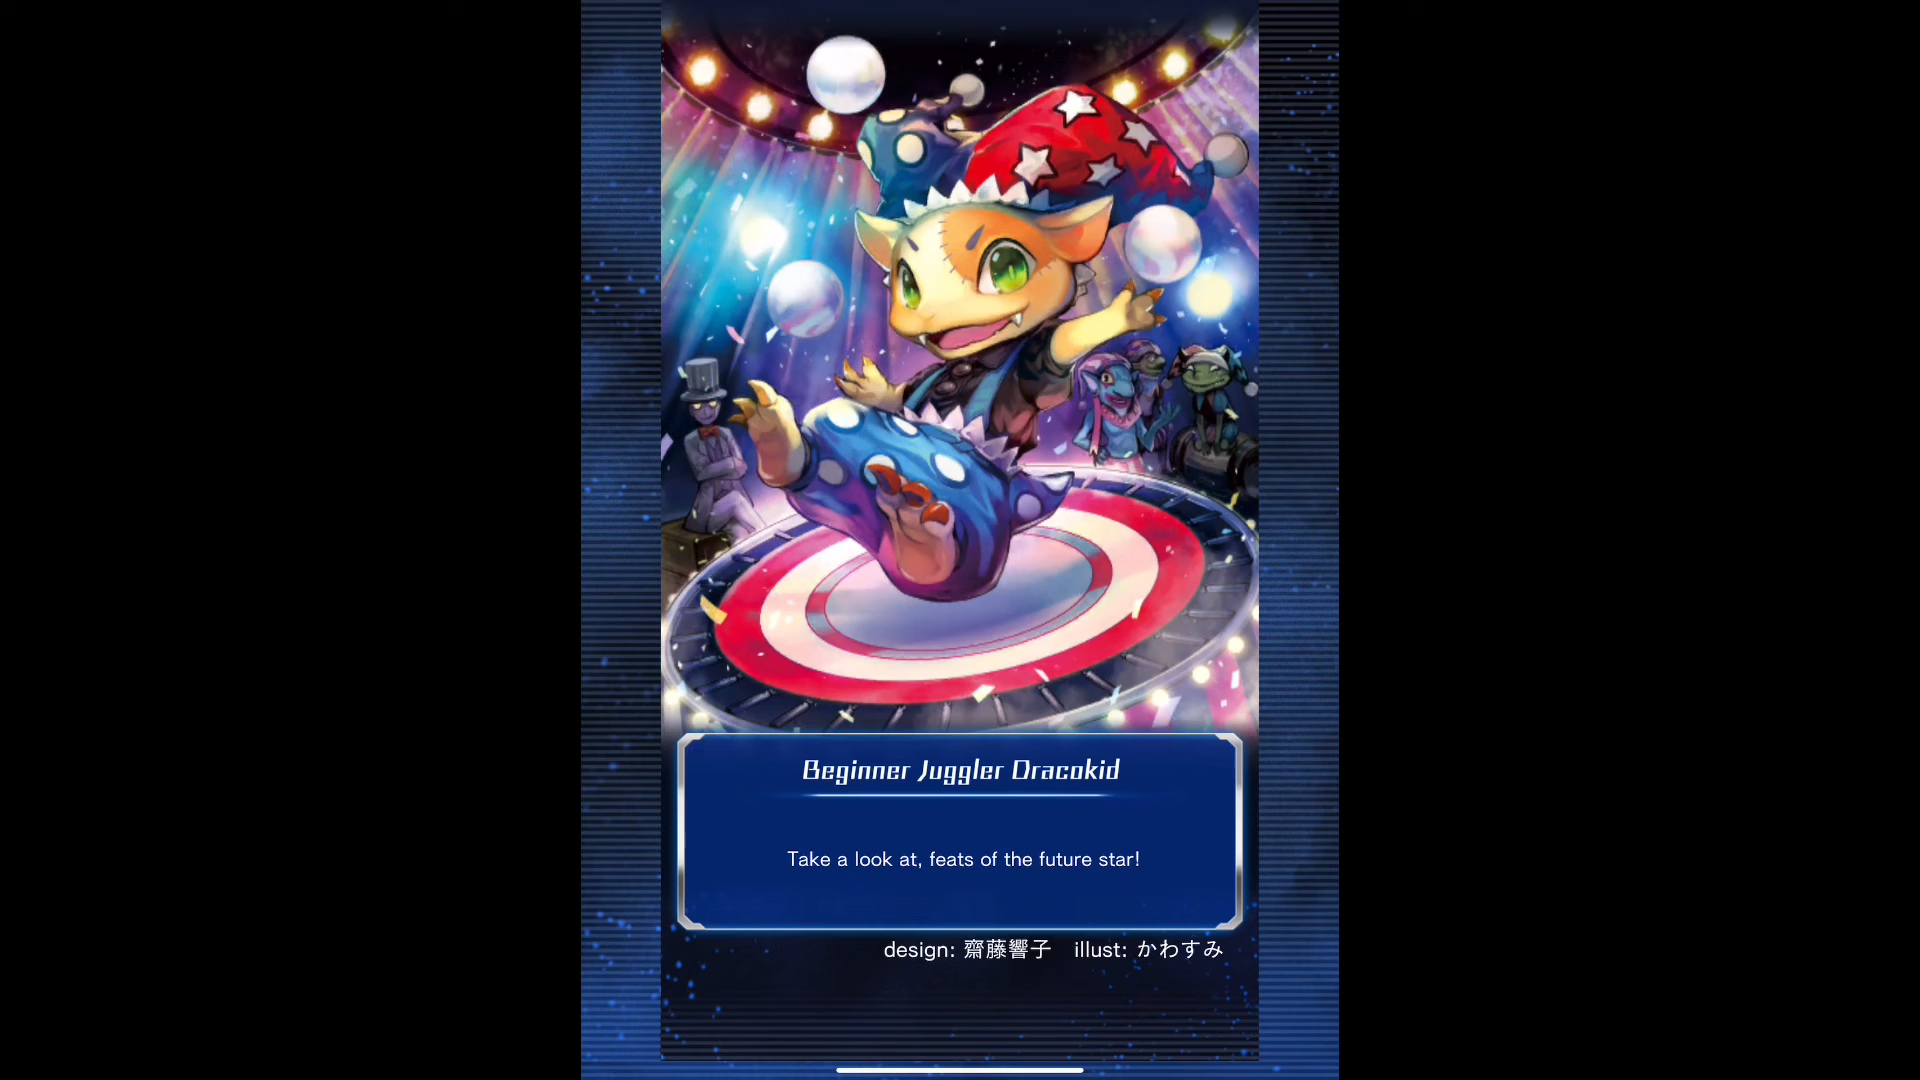 Beginner Juggler Dracokid
Take a look at, feats of the future star!
design: 齋藤響子　illust: かわすみ